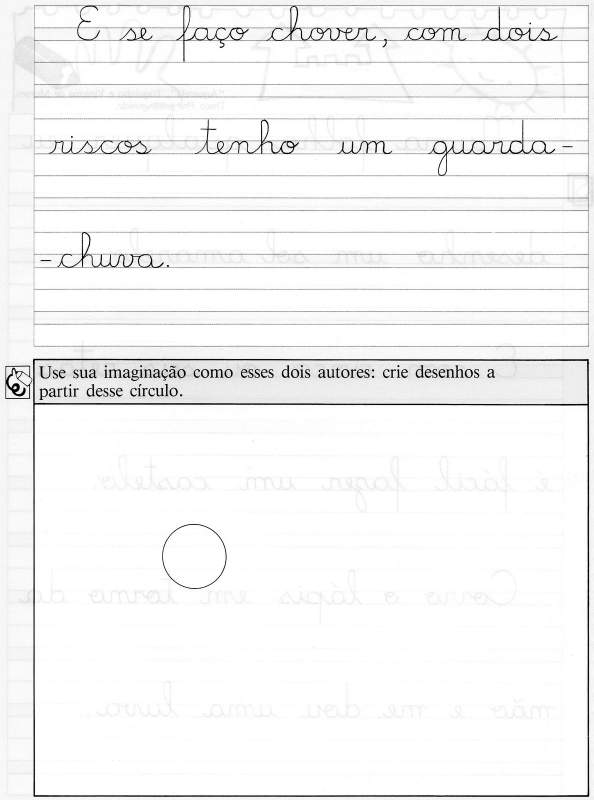 E se faço chover, com dois
riscos tenho um guarda-
-chuva.
Use sua imaginação como esses dois autores: crie desenhos a
partir desse círculo.